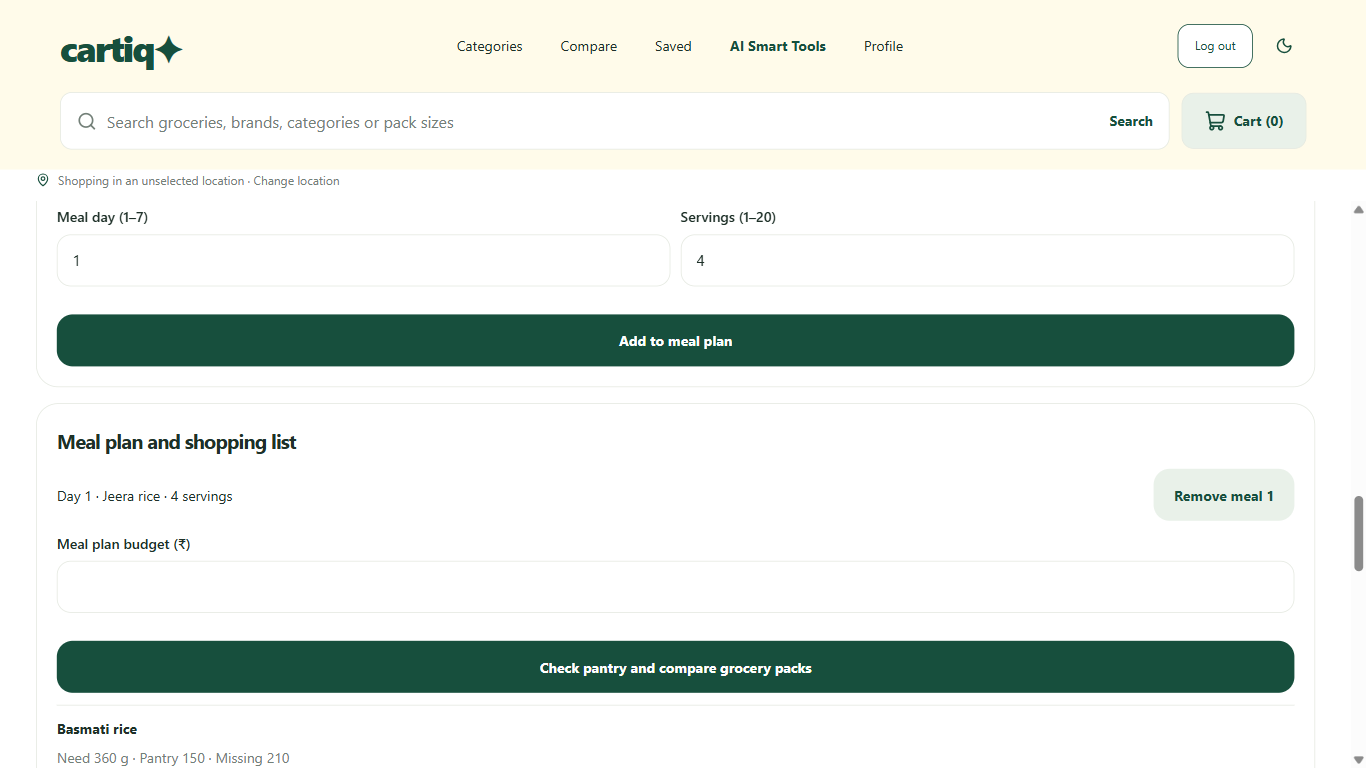 cartiq
Categories
Compare
Saved
AI Smart Tools
Profile
Log out
Search groceries, brands, categories or pack sizes
Search
Cart (0)
Shopping in an unselected location · Change location
Meal day (1–7)
Servings (1–20)
1
4
Add to meal plan
Meal plan and shopping list
Day 1 · Jeera rice · 4 servings
Remove meal 1
Meal plan budget (₹)
Check pantry and compare grocery packs
Basmati rice
Need 360 g · Pantry 150 · Missing 210